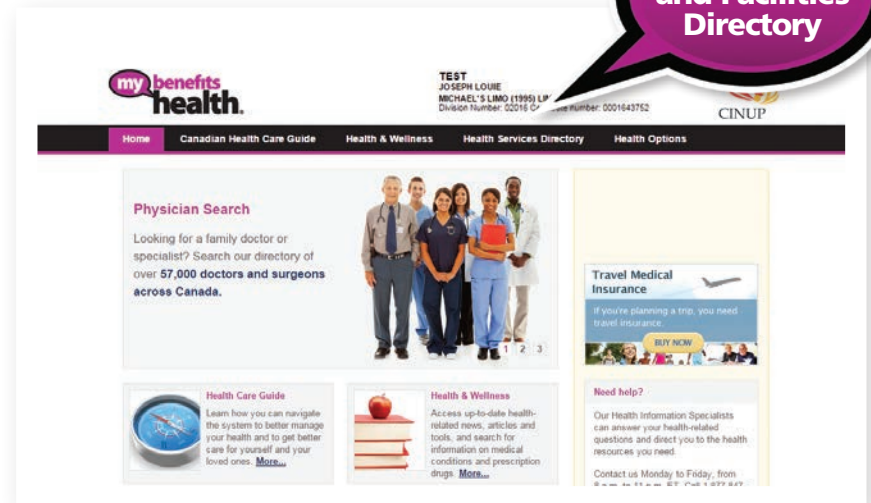 and Facilities
Directory
my benefits
health.
TEST
JOSEPH LOUIE
MICHAEL'S LIMO (1995)
Division Number: 02016 number: 0001643752
CINUP
Home Canadian Health Care Guide Health & Wellness Health Services Directory Health Options
Physician Search
Looking for a family doctor or
specialist? Search our directory of
over 57,000 doctors and surgeons
across Canada.
1 2 3
Travel Medical
Insurance
If you're planning a trip, you need
travel insurance.
BUY NOW
Health Care Guide
Learn how you can navigate
the system to better manage
your health and to get better
care for yourself and your
loved ones. More...
Health & Wellness
Access up-to-date health-
related news, articles and
tools, and search for
information on medical
conditions and prescription
drugs. More...
Need help?
Our Health Information Specialists
can answer your health-related
questions and direct you to the health
resources you need.
Contact us Monday to Friday, from